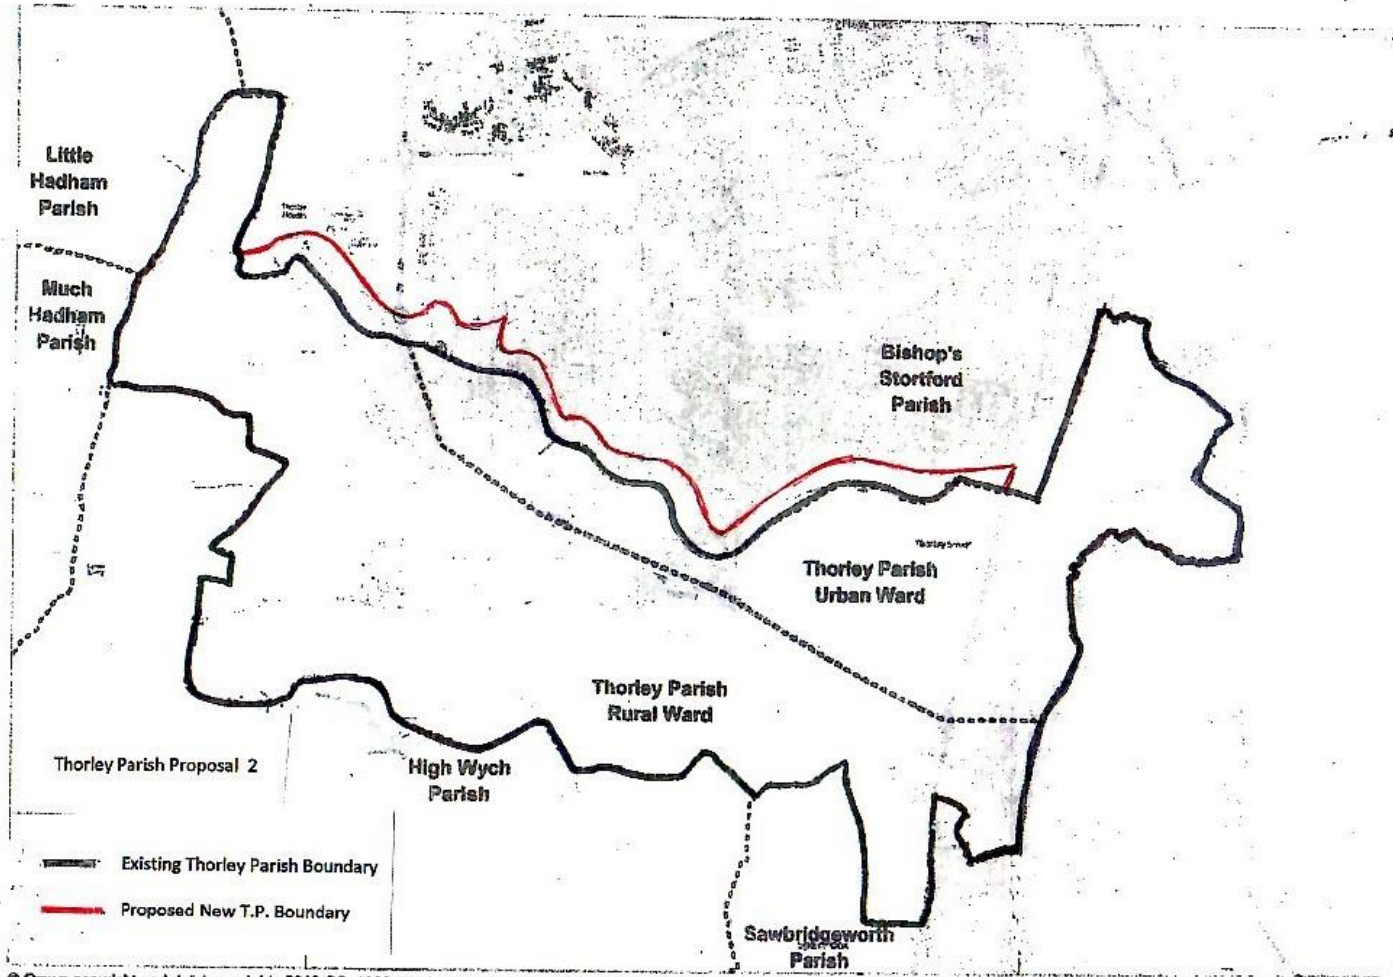 Little
Hadham
Parish
Much
Hadham
Parish
Bishop's
Stortford
Parish
Thorley Parish
Urban Ward
Thorley Parish
Rural Ward
Thorley Parish Proposal 2
High Wych
Parish
Existing Thorley Parish Boundary
Proposed New T.P. Boundary
Sawbridgeworth
Parish